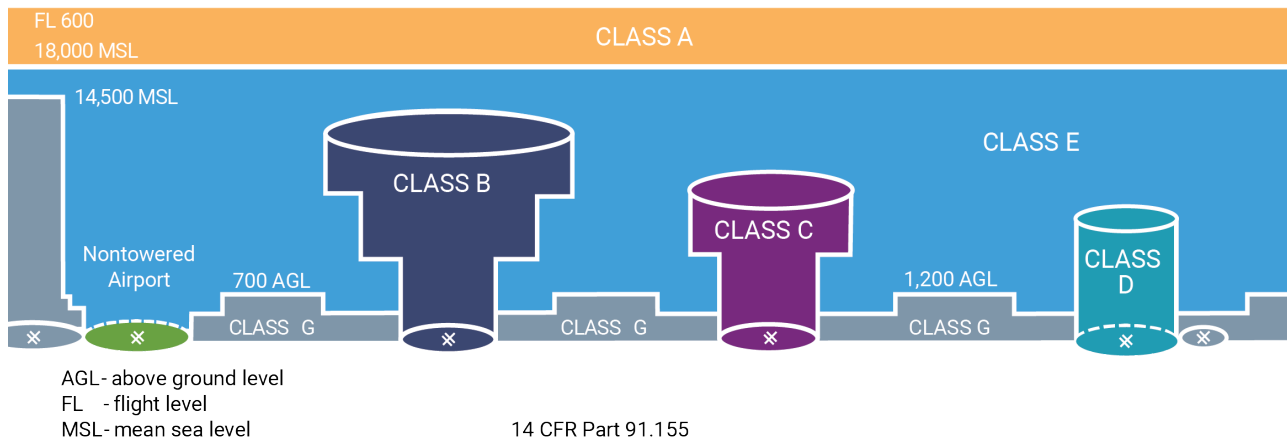 FL 600
18,000 MSL
CLASS A
14,500 MSL
CLASS E
CLASS B
CLASS C
Nontowered
Airport
700 AGL
1,200 AGL
CLASS
D
CLASS G
CLASS G
CLASS G
AGL- above ground level
FL - flight level
MSL- mean sea level
14 CFR Part 91.155